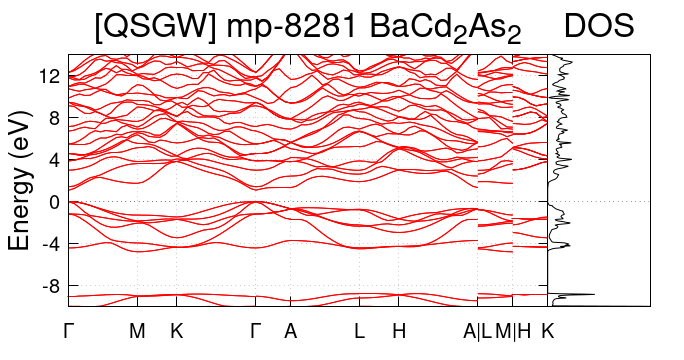 [QSGW] mp-8281 BaCd2As2 DOS
Energy (eV)
12
8
4
0
-4
-8
Γ M K Γ A L H A|L M|H K